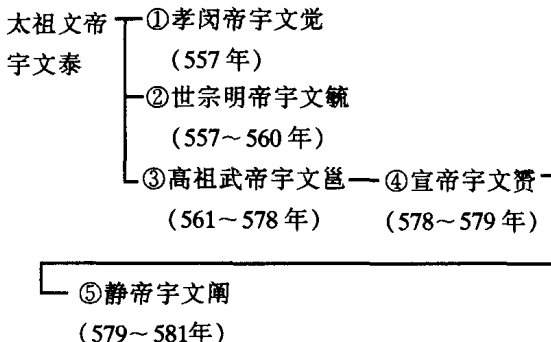 太祖文帝
宇文泰
①孝闵帝宇文觉
(557年)
②世宗明帝宇文毓
(557～560年)
③高祖武帝宇文邕
(561～578年)
④宣帝宇文赟
(578～579年)
⑤静帝宇文阐
(579～581年)